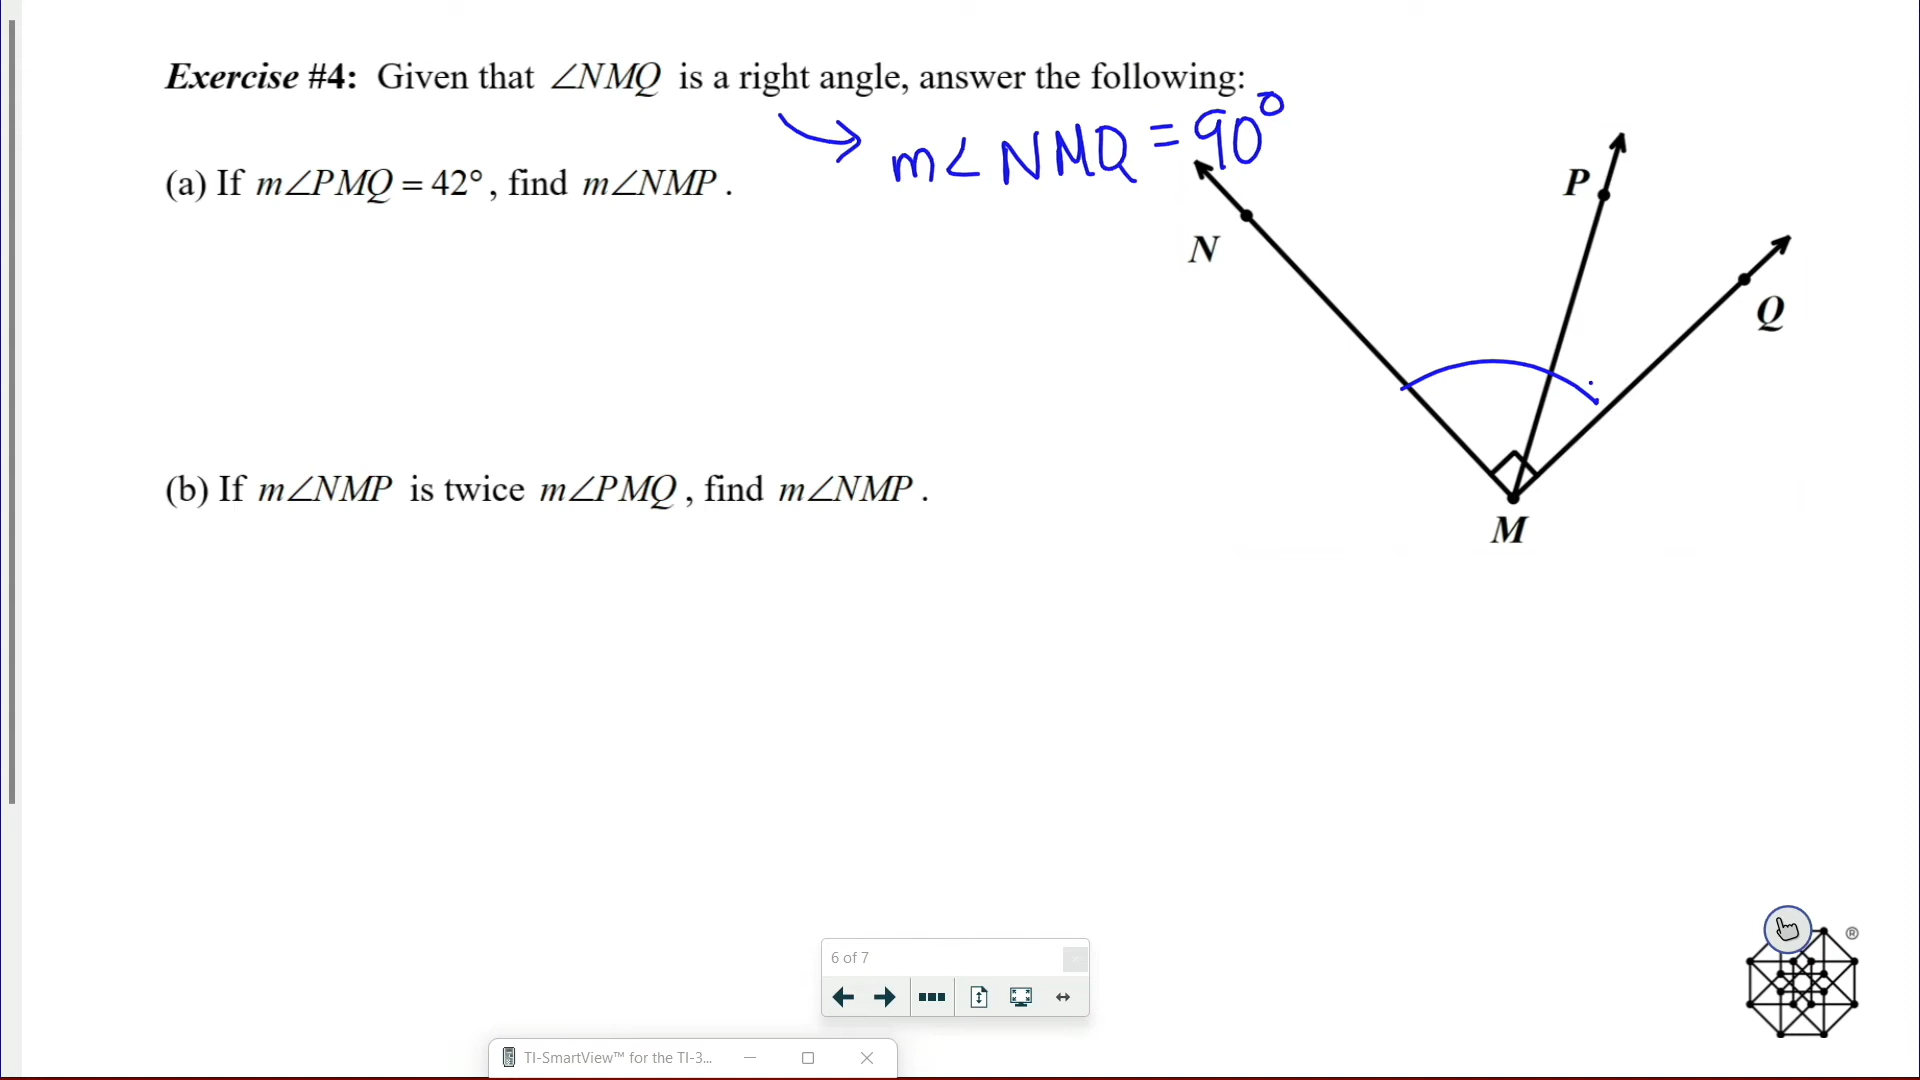 Exercise #4: Given that ∠NMQ is a right angle, answer the following:
m∠NMQ = 90°
(a) If m∠PMQ = 42°, find m∠NMP.
P
N
Q
(b) If m∠NMP is twice m∠PMQ, find m∠NMP.
M
®
6 of 7
TI-SmartView™ for the TI-3...